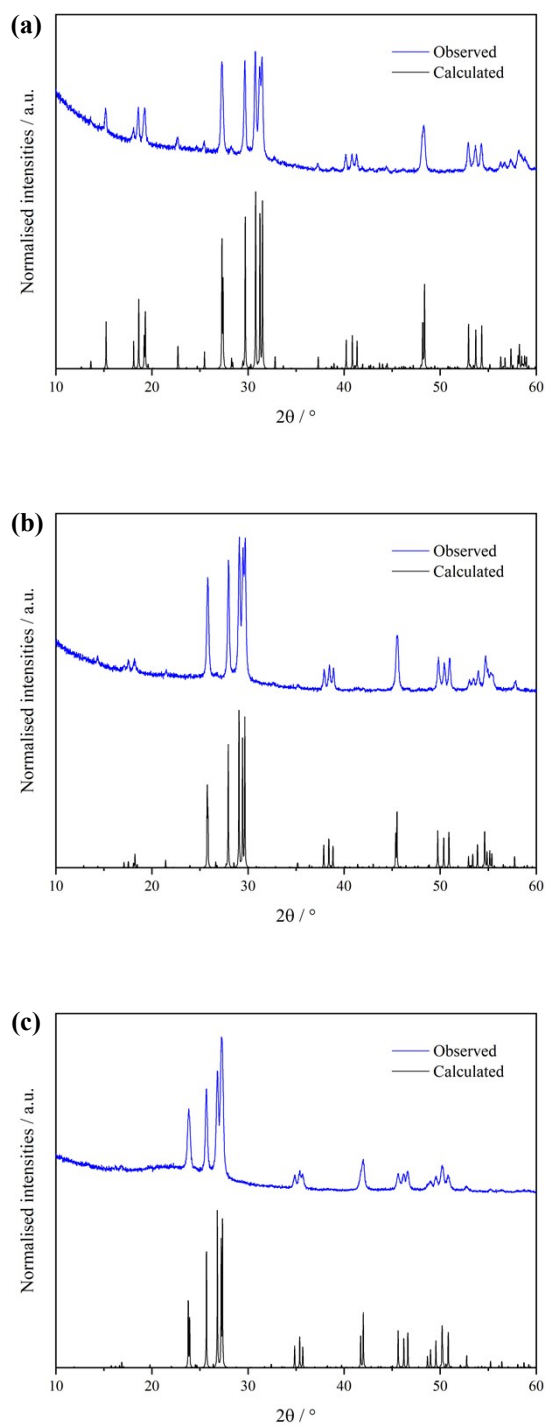 (a)
Observed
Calculated
Normalised intensities / a.u.
10 20 30 40 50 60
2θ / °
(b)
Observed
Calculated
Normalised intensities / a.u.
10 20 30 40 50 60
2θ / °
(c)
Observed
Calculated
Normalised intensities / a.u.
10 20 30 40 50 60
2θ / °